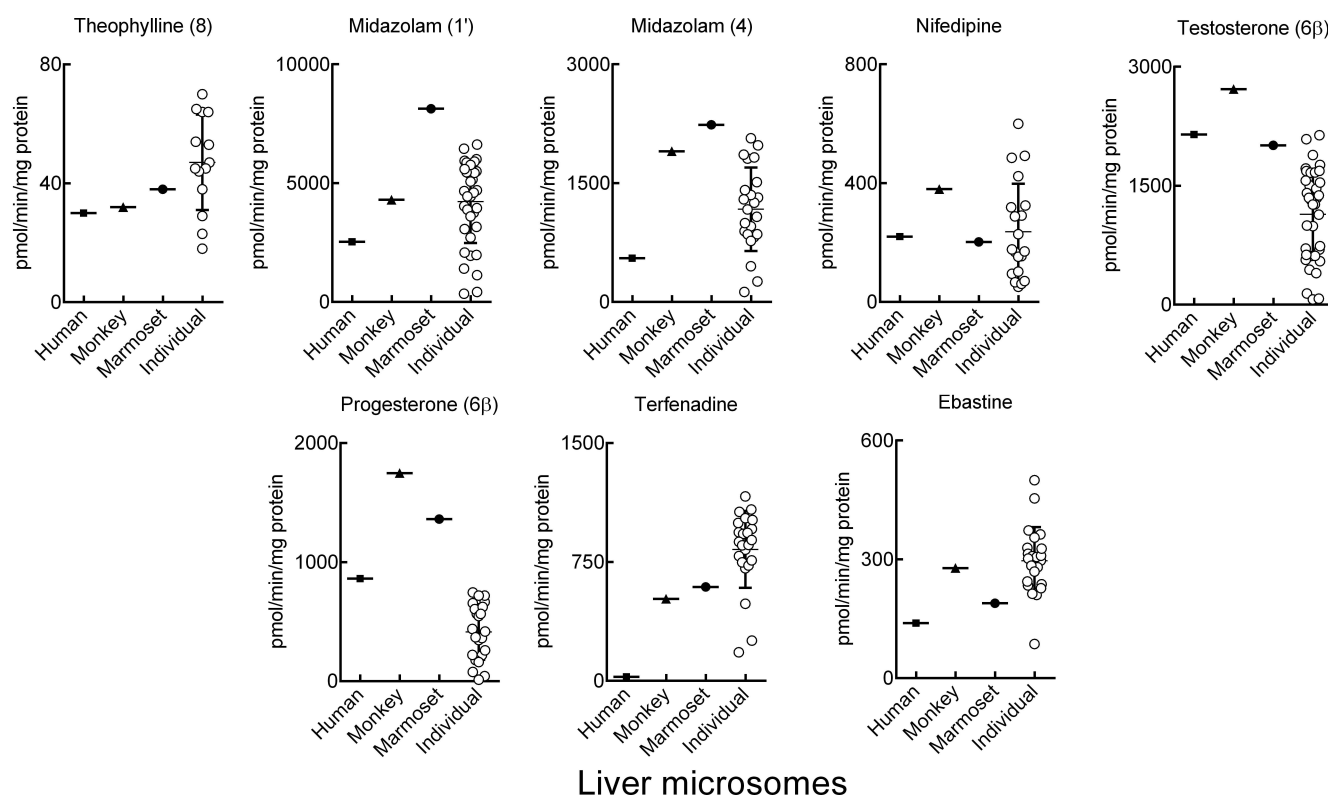 Theophylline (8)
80
40
0
pmol/min/mg protein
Human
Monkey
Marmoset
Individual
Midazolam (1')
10000
5000
0
pmol/min/mg protein
Human
Monkey
Marmoset
Individual
Midazolam (4)
3000
1500
0
pmol/min/mg protein
Human
Monkey
Marmoset
Individual
Nifedipine
800
400
0
pmol/min/mg protein
Human
Monkey
Marmoset
Individual
Testosterone (6β)
3000
1500
0
pmol/min/mg protein
Human
Monkey
Marmoset
Individual
Progesterone (6β)
2000
1000
0
pmol/min/mg protein
Human
Monkey
Marmoset
Individual
Terfenadine
1500
750
0
pmol/min/mg protein
Human
Monkey
Marmoset
Individual
Ebastine
600
300
0
pmol/min/mg protein
Human
Monkey
Marmoset
Individual
Liver microsomes